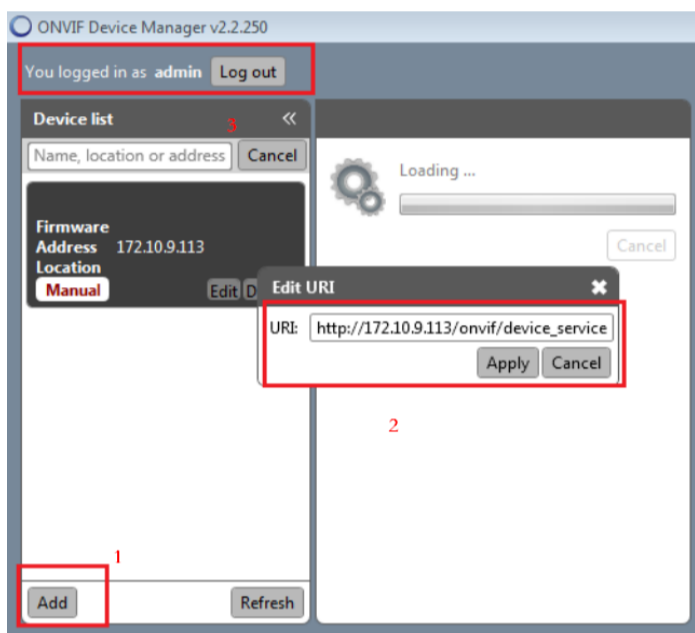 ONVIF Device Manager v2.2.250
You logged in as admin Log out
Device list
3
Name, location or address Cancel
Loading ...
Cancel
Firmware
Address 172.10.9.113
Location
Manual Edit D
Edit URI
URI: http://172.10.9.113/onvif/device_service
Apply Cancel
2
1
Add Refresh